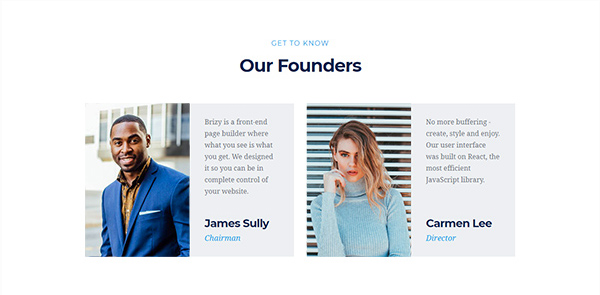 GET TO KNOW
Our Founders
Brizy is a front-end
page builder where
what you see is what
you get. We designed
it so you can be in
complete control of
your website.
James Sully
Chairman
No more buffering -
create, style and enjoy.
Our user interface
was built on React, the
most efficient
JavaScript library.
Carmen Lee
Director